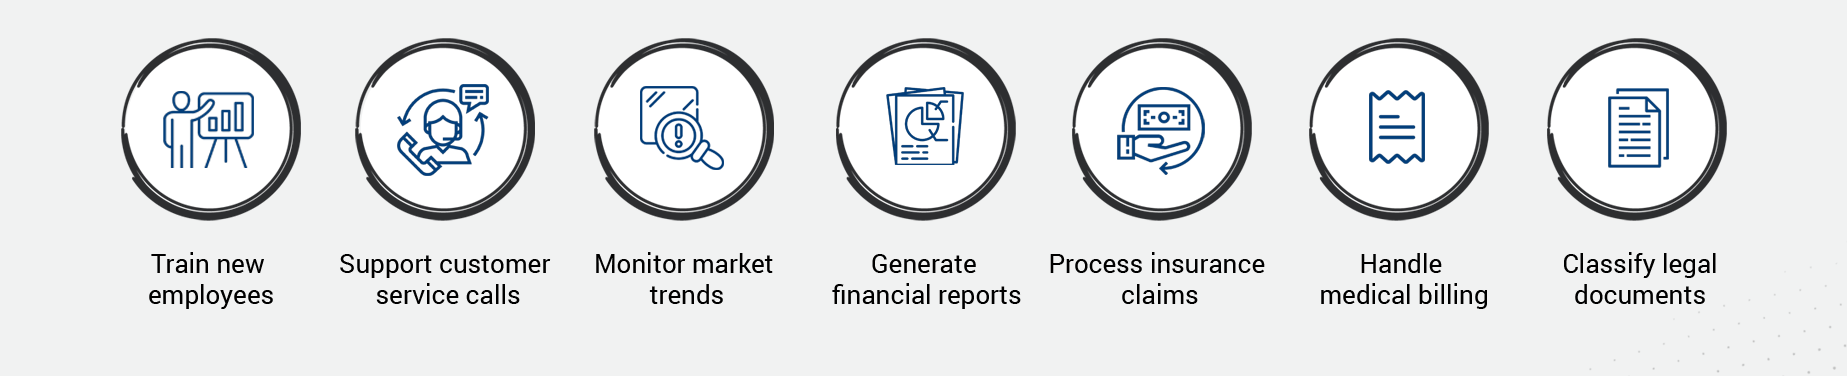 Train new
employees
Support customer
service calls
Monitor market
trends
Generate
financial reports
Process insurance
claims
Handle
medical billing
Classify legal
documents